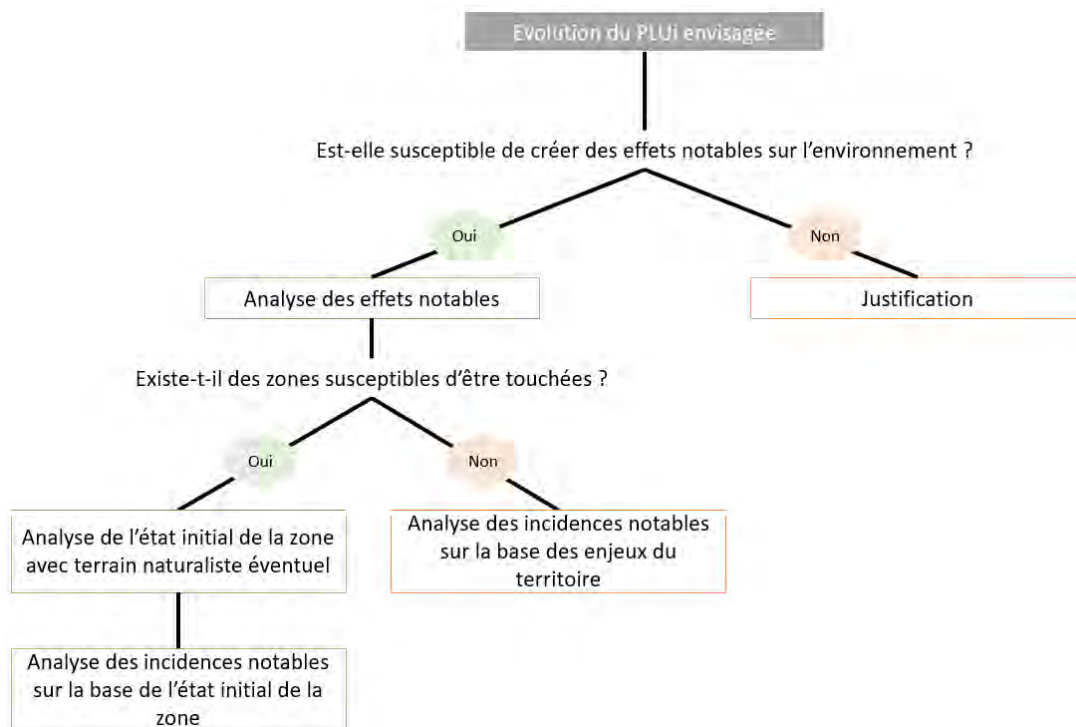 Evolution du PLUi envisagée
Est-elle susceptible de créer des effets notables sur l'environnement ?
Oui
Non
Analyse des effets notables
Justification
Existe-t-il des zones susceptibles d'être touchées ?
Oui
Non
Analyse de l'état initial de la zone
avec terrain naturaliste éventuel
Analyse des incidences notables
sur la base des enjeux du
territoire
Analyse des incidences notables
sur la base de l'état initial de la
zone